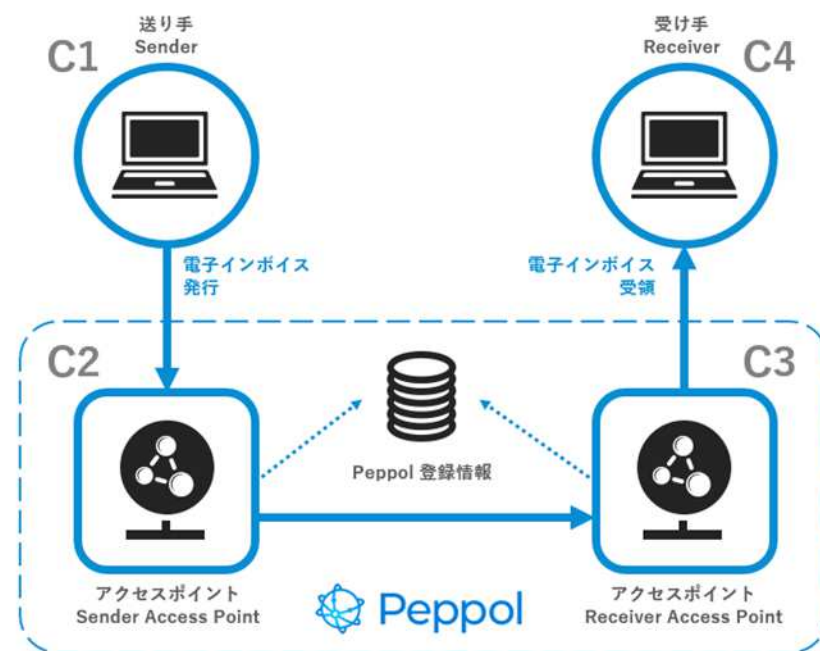 送り手
Sender
C1
受け手
Receiver
C4
電子インボイス
発行
電子インボイス
受領
C2
C3
Peppol 登録情報
アクセスポイント
Sender Access Point
Peppol
アクセスポイント
Receiver Access Point